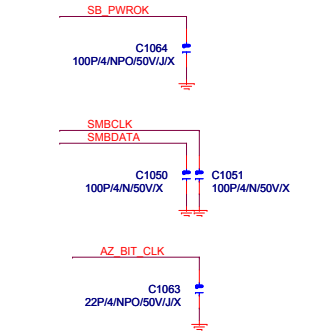 SB_PWROK
C1064
100P/4/NPO/50V/J/X
SMBCLK
SMBDATA
C1050
C1051
100P/4/N/50V/X
100P/4/N/50V/X
AZ_BIT_CLK
C1063
22P/4/NPO/50V/J/X